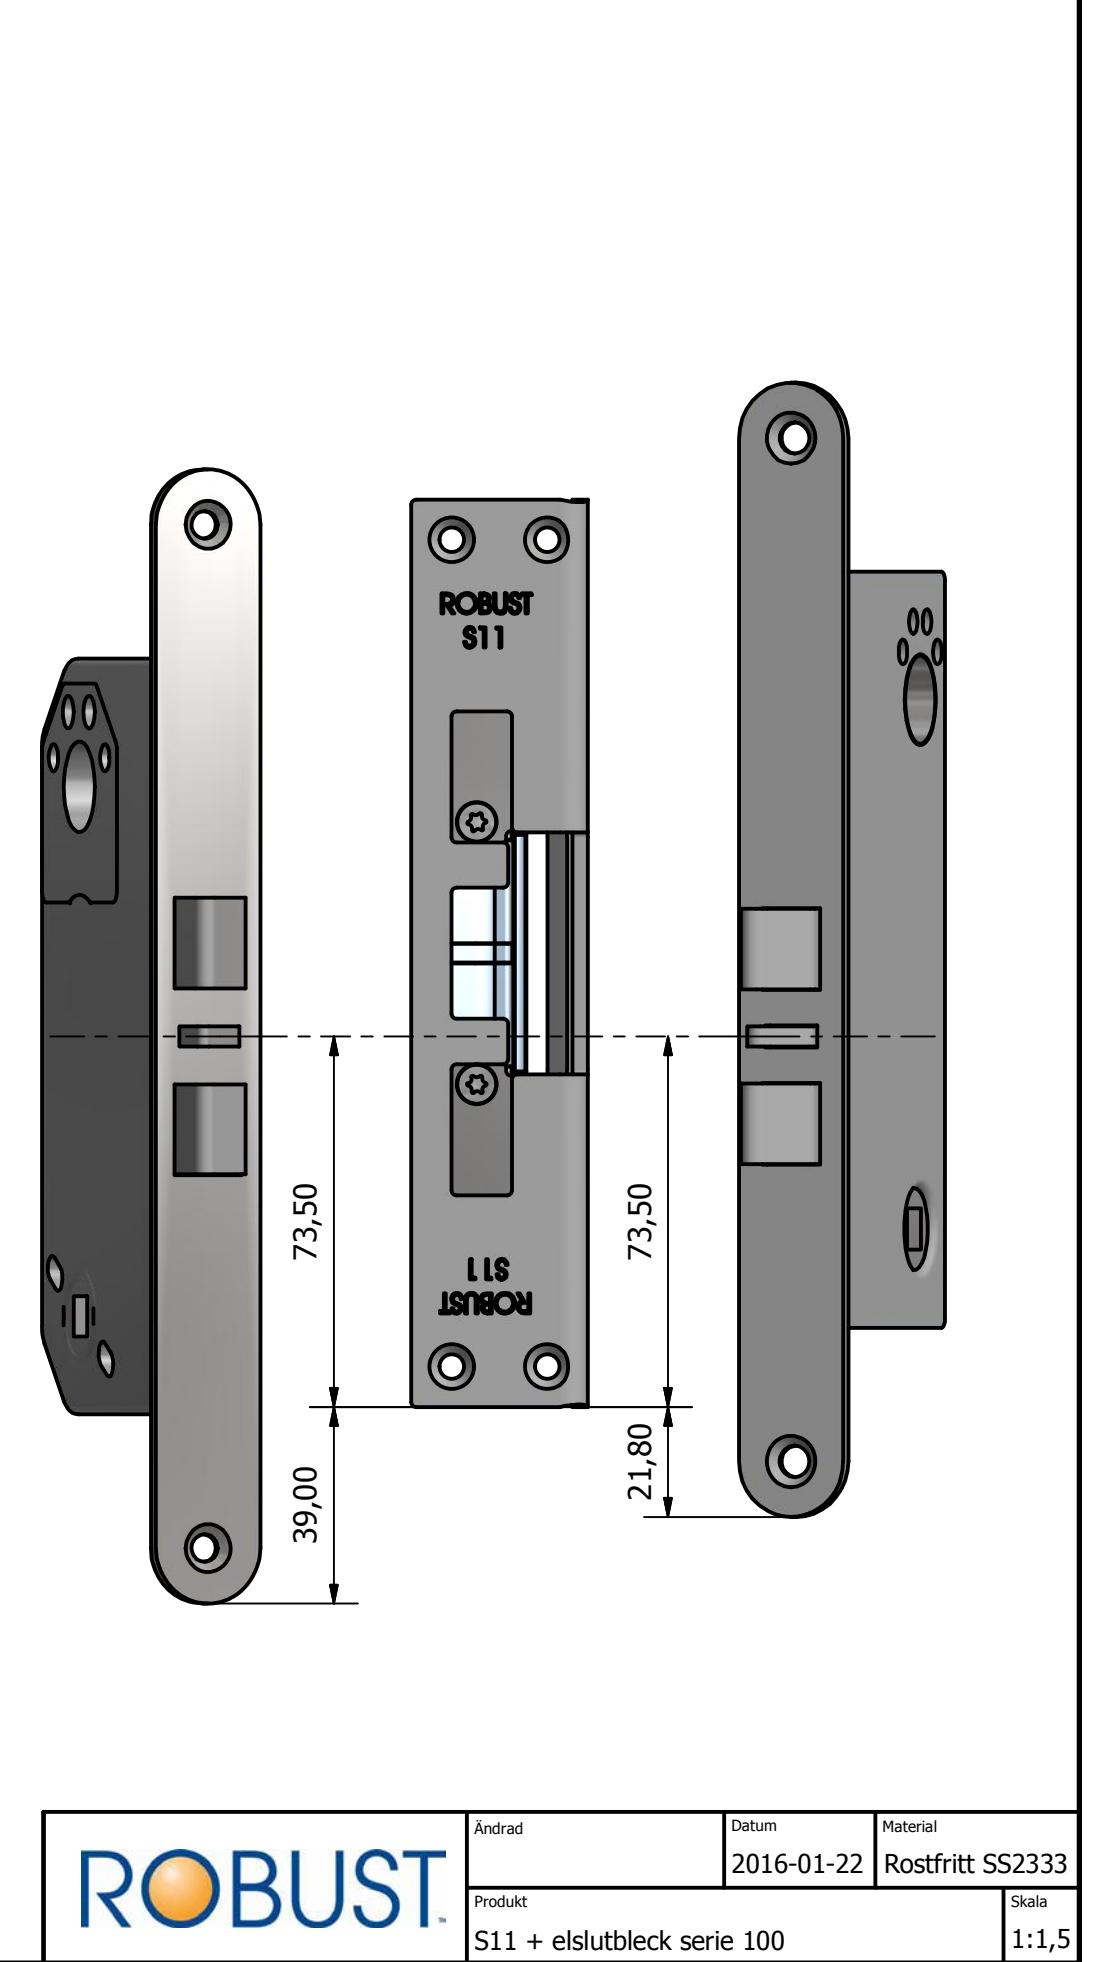 ROBUST
S11
73,50
73,50
S11
ROBUST
39,00
21,80
ROBUST™
Ändrad
Datum
2016-01-22
Material
Rostfritt SS2333
Produkt
S11 + elslutbleck serie 100
Skala
1:1,5